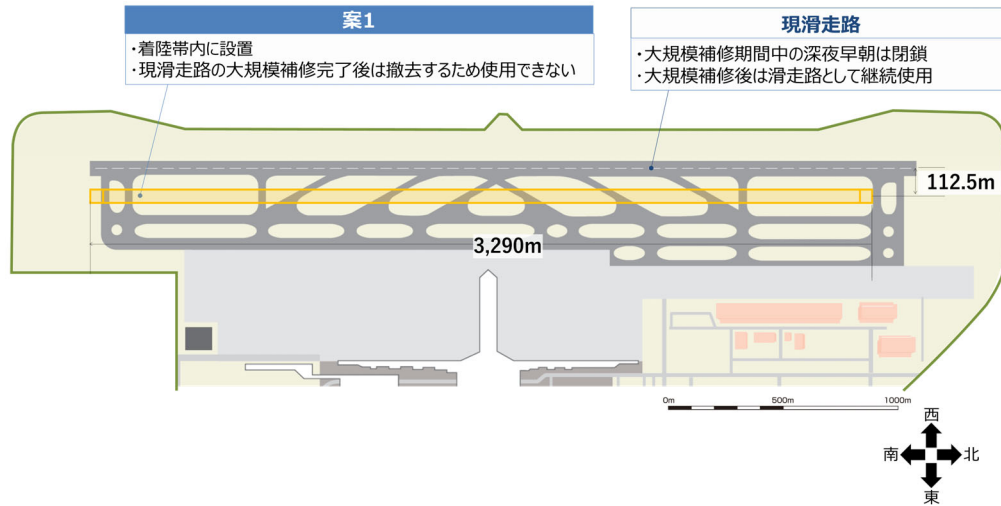 案1
・着陸帯内に設置
・現滑走路の大規模補修完了後は撤去するため使用できない
現滑走路
・大規模補修期間中の深夜早朝は閉鎖
・大規模補修後は滑走路として継続使用
112.5m
3,290m
0m 500m 1000m
西
南 北
東